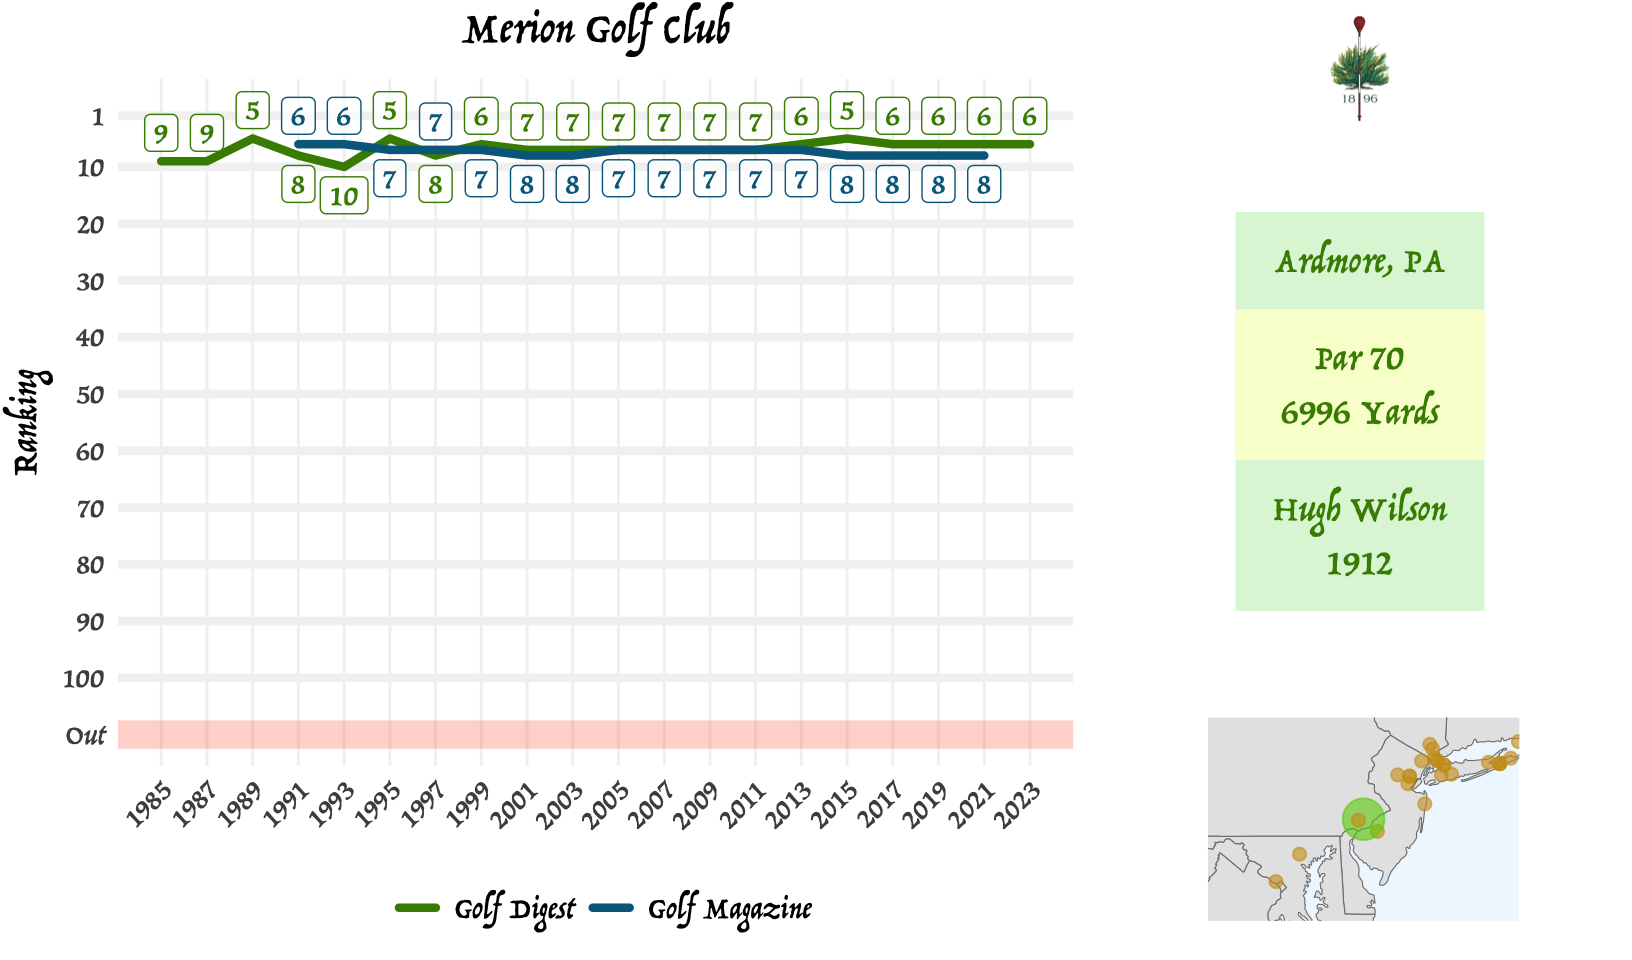 Merion Golf Club
18 96
Ranking
1
10
20
30
40
50
60
70
80
90
100
Out
9 9 5 6 6 5 7 6 7 7 7 7 7 7 6 5 6 6 6 6
8 10 7 8 7 8 8 7 7 7 7 7 8 8 8 8
1985 1987 1989 1991 1993 1995 1997 1999 2001 2003 2005 2007 2009 2011 2013 2015 2017 2019 2021 2023
Golf Digest Golf Magazine
Ardmore, PA
Par 70
6996 Yards
Hugh Wilson
1912